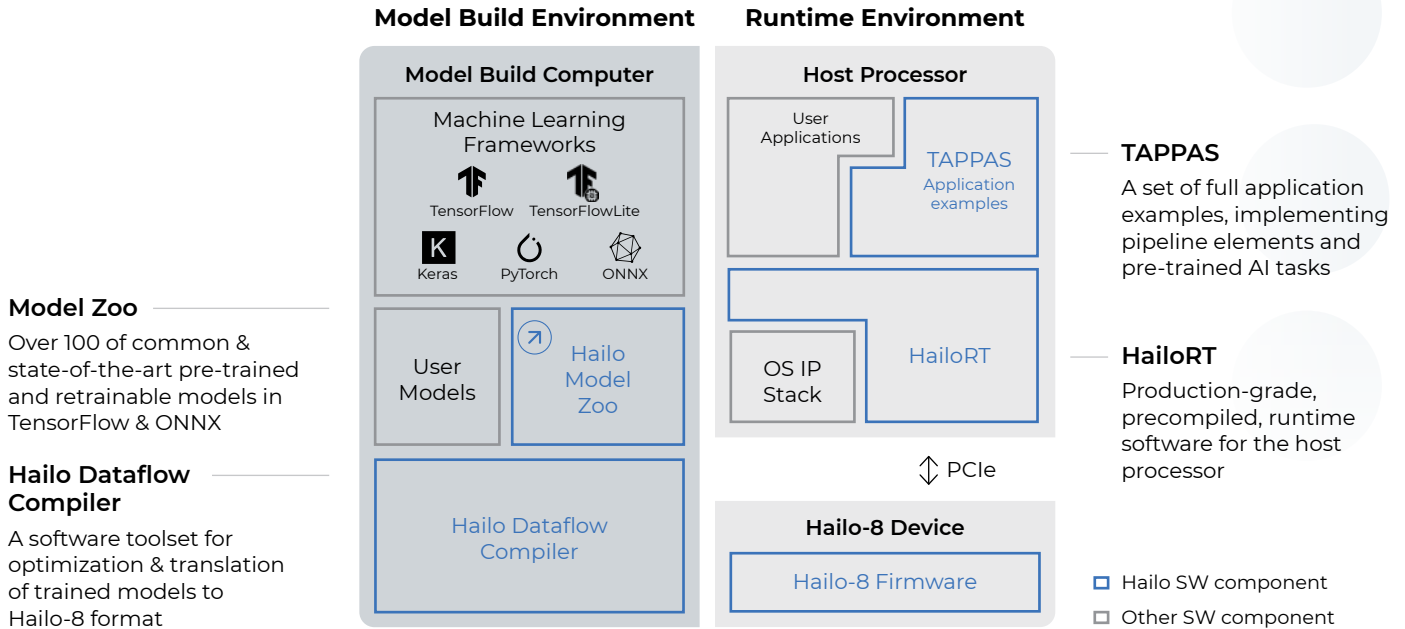 Model Build Environment
Runtime Environment
Model Build Computer
Machine Learning
Frameworks
TensorFlow
TensorFlowLite
K
Keras
PyTorch
ONNX
User
Models
Hailo
Model
Zoo
Hailo Dataflow
Compiler
Host Processor
User
Applications
TAPPAS
Application
examples
HailoRT
OS IP
Stack
PCIe
Hailo-8 Device
Hailo-8 Firmware
Model Zoo
Over 100 of common &
state-of-the-art pre-trained
and retrainable models in
TensorFlow & ONNX
Hailo Dataflow
Compiler
A software toolset for
optimization & translation
of trained models to
Hailo-8 format
TAPPAS
A set of full application
examples, implementing
pipeline elements and
pre-trained AI tasks
HailoRT
Production-grade,
precompiled, runtime
software for the host
processor
Hailo SW component
Other SW component